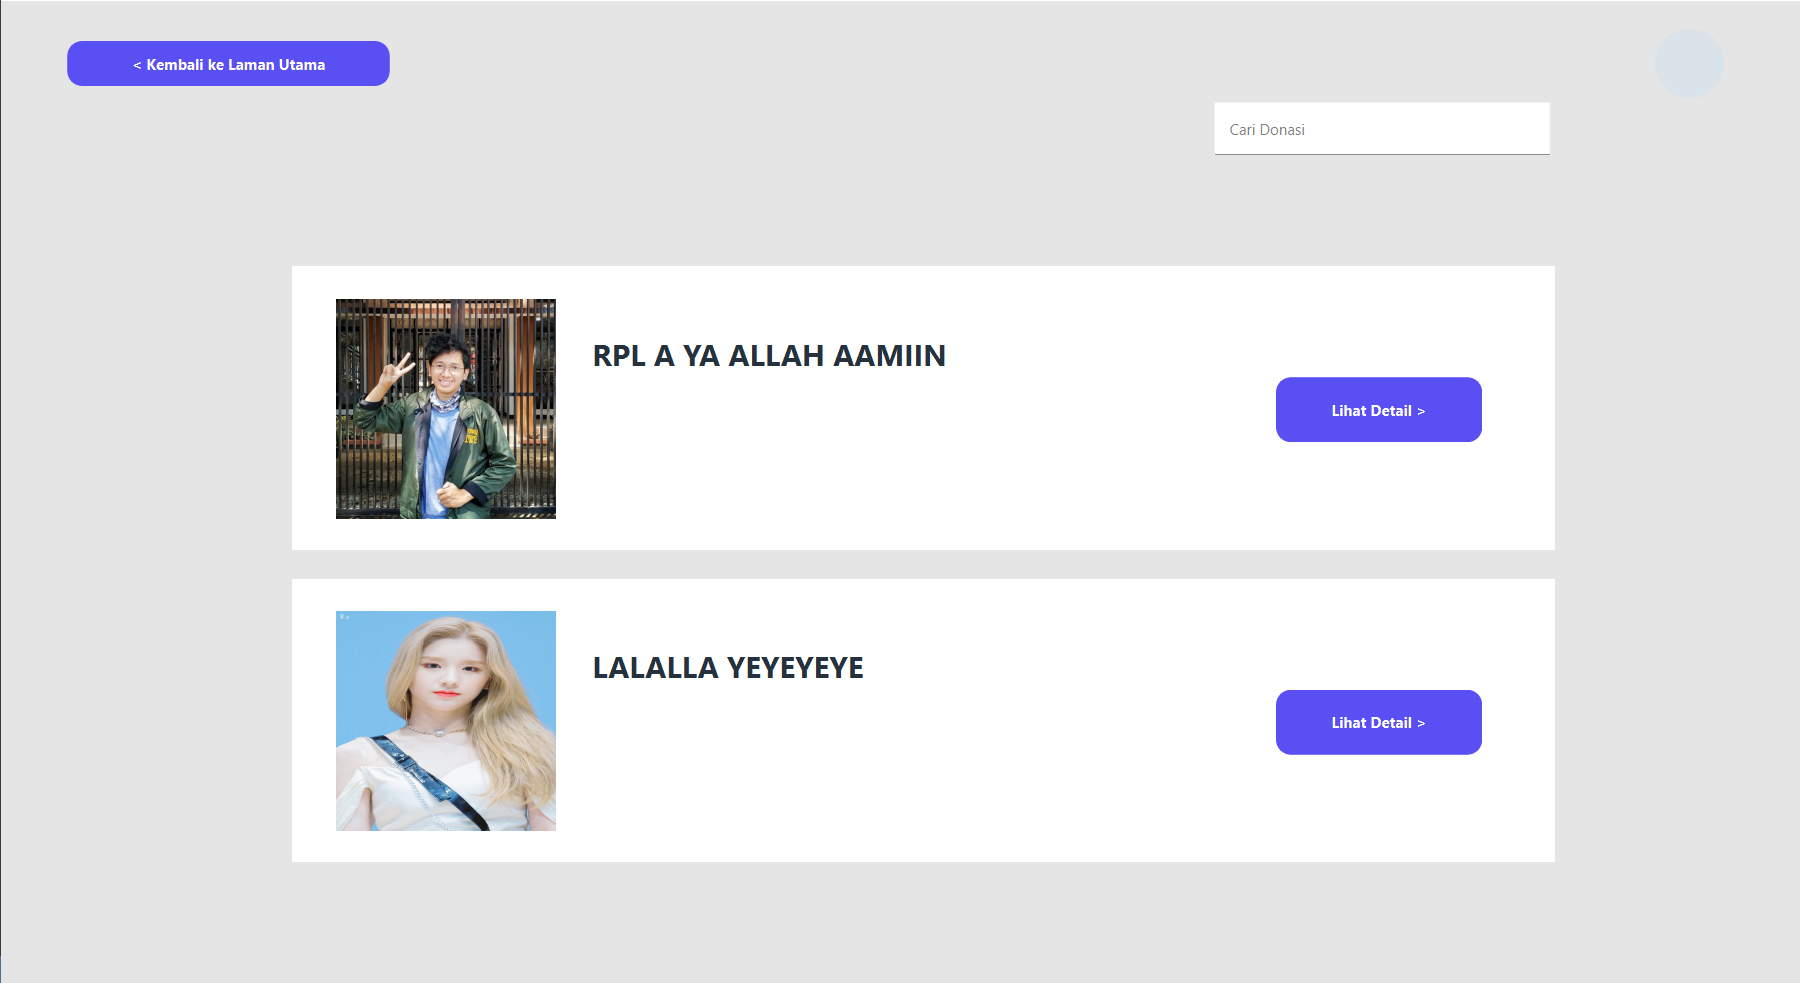 < Kembali ke Laman Utama
Cari Donasi
RPL A YA ALLAH AAMIIN
Lihat Detail >
LALALLA YEYEYEYE
Lihat Detail >